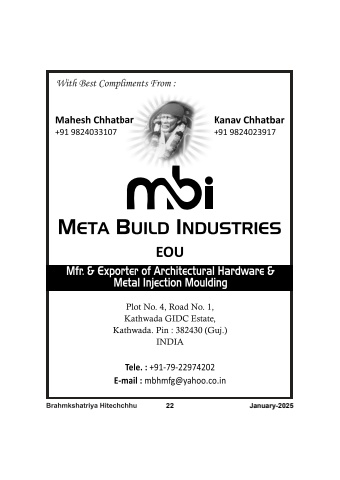 With Best Compliments From :
Mahesh Chhatbar
+91 9824033107
Kanav Chhatbar
+91 9824023917
mbi
META BUILD INDUSTRIES
EOU
Mfr. & Exporter of Architectural Hardware &
Metal Injection Moulding
Plot No. 4, Road No. 1,
Kathwada GIDC Estate,
Kathwada. Pin : 382430 (Guj.)
INDIA
Tele. : +91-79-22974202
E-mail : mbhmfg@yahoo.co.in
Brahmkshatriya Hitechchhu 22 January-2025